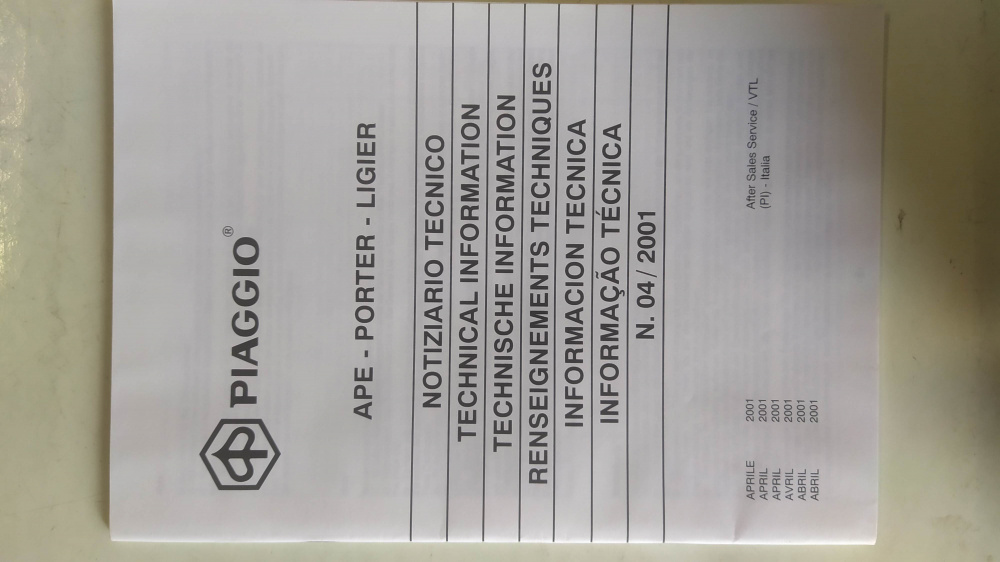 PIAGGIO®
APE - PORTER - LIGIER
NOTIZIARIO TECNICO
TECHNICAL INFORMATION
TECHNISCHE INFORMATION
RENSEIGNEMENTS TECHNIQUES
INFORMACION TECNICA
INFORMAÇÃO TÉCNICA
N. 04 / 2001
APRILE 2001
APRIL 2001
APRIL 2001
AVRIL 2001
ABRIL 2001
ABRIL 2001
After Sales Service / VTL
(PI) - Italia